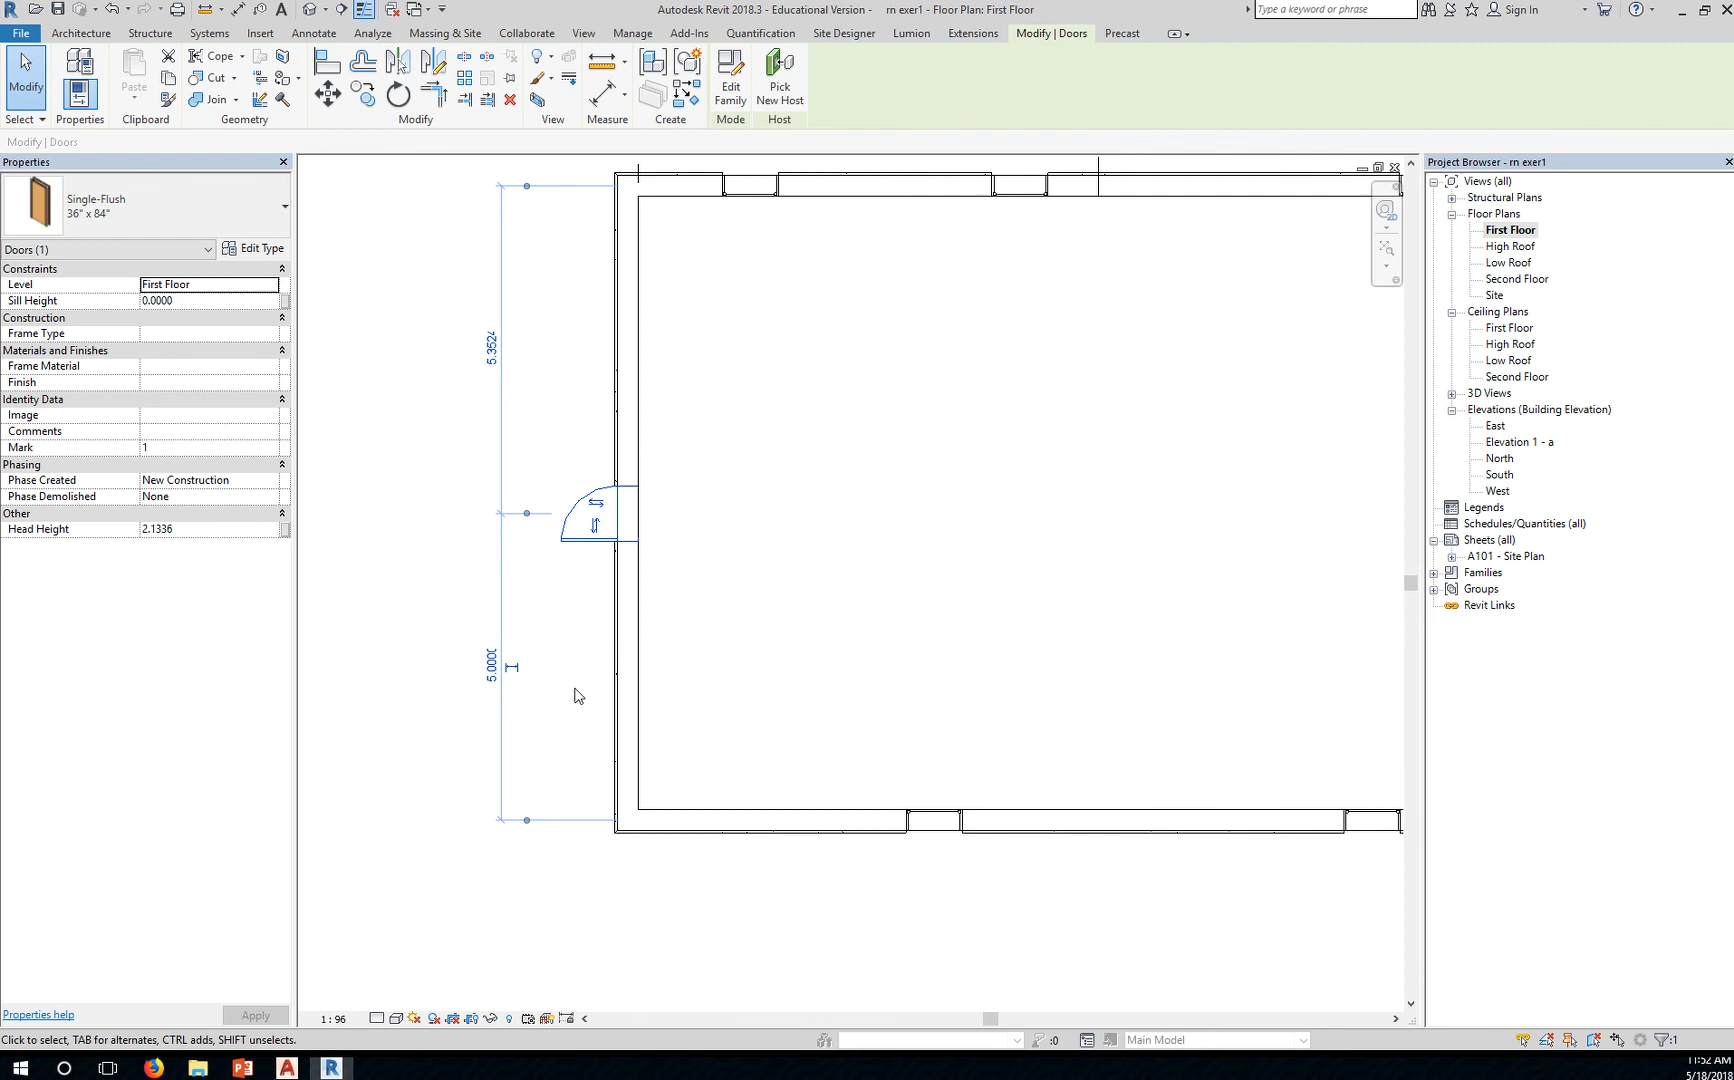 Autodesk Revit 2018.3 - Educational Version - rn exer1 - Floor Plan: First Floor
Type a keyword or phrase
Sign In
File Architecture Structure Systems Insert Annotate Analyze Massing & Site Collaborate View Manage Add-Ins Quantification Site Designer Lumion Extensions Modify | Doors Precast
Modify
Paste
Cope
Cut
Join
Edit
Family
Pick
New Host
Select Properties Clipboard Geometry Modify View Measure Create Mode Host
Modify | Doors
Properties
Single-Flush
36" x 84"
Doors (1)
Edit Type
Constraints
Level First Floor
Sill Height 0.0000
Construction
Frame Type
Materials and Finishes
Frame Material
Finish
Identity Data
Image
Comments
Mark 1
Phasing
Phase Created New Construction
Phase Demolished None
Other
Head Height 2.1336
Properties help
Apply
2D
5.3524
5.0000
1 : 96
Project Browser - rn exer1
Views (all)
Structural Plans
Floor Plans
First Floor
High Roof
Low Roof
Second Floor
Site
Ceiling Plans
First Floor
High Roof
Low Roof
Second Floor
3D Views
Elevations (Building Elevation)
East
Elevation 1 - a
North
South
West
Legends
Schedules/Quantities (all)
Sheets (all)
A101 - Site Plan
Families
Groups
Revit Links
Click to select, TAB for alternates, CTRL adds, SHIFT unselects.
:0
Main Model
:1
11:52 AM
5/18/2018